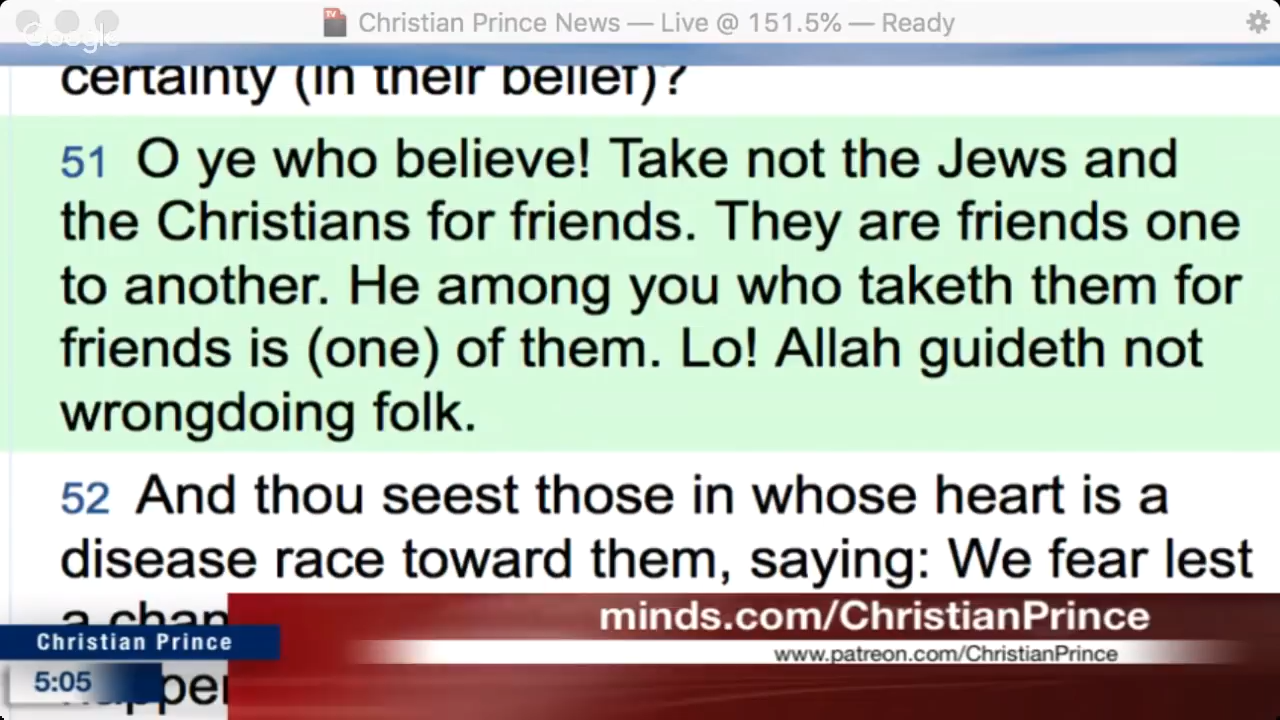 Christian Prince News — Live @ 151.5% — Ready
Google
certainty (in their belief)?
51 O ye who believe! Take not the Jews and
the Christians for friends. They are friends one
to another. He among you who taketh them for
friends is (one) of them. Lo! Allah guideth not
wrongdoing folk.
52 And thou seest those in whose heart is a
disease race toward them, saying: We fear lest
a
minds.com/ChristianPrince
Christian Prince
www.patreon.com/ChristianPrince
5:05